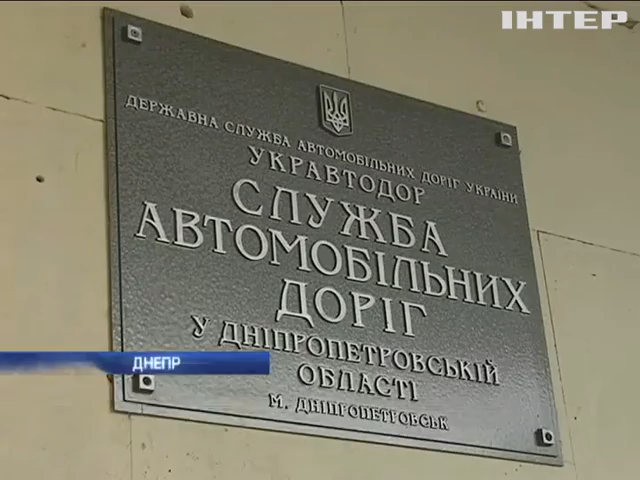 ІНТЕР
ДЕРЖАВНА СЛУЖБА АВТОМОБІЛЬНИХ ДОРІГ УКРАЇНИ
УКРАВТОДОР
СЛУЖБА
АВТОМОБІЛЬНИХ
ДОРІГ
У ДНІПРОПЕТРОВСЬКІЙ
ОБЛАСТІ
М. ДНІПРОПЕТРОВСЬК
ДНЕПР